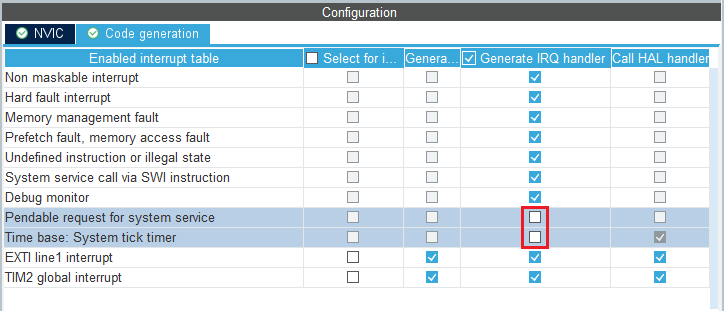 Configuration
NVIC Code generation
Enabled interrupt table Select for i... Genera... Generate IRQ handler Call HAL handler
Non maskable interrupt
Hard fault interrupt
Memory management fault
Prefetch fault, memory access fault
Undefined instruction or illegal state
System service call via SWI instruction
Debug monitor
Pendable request for system service
Time base: System tick timer
EXTI line1 interrupt
TIM2 global interrupt